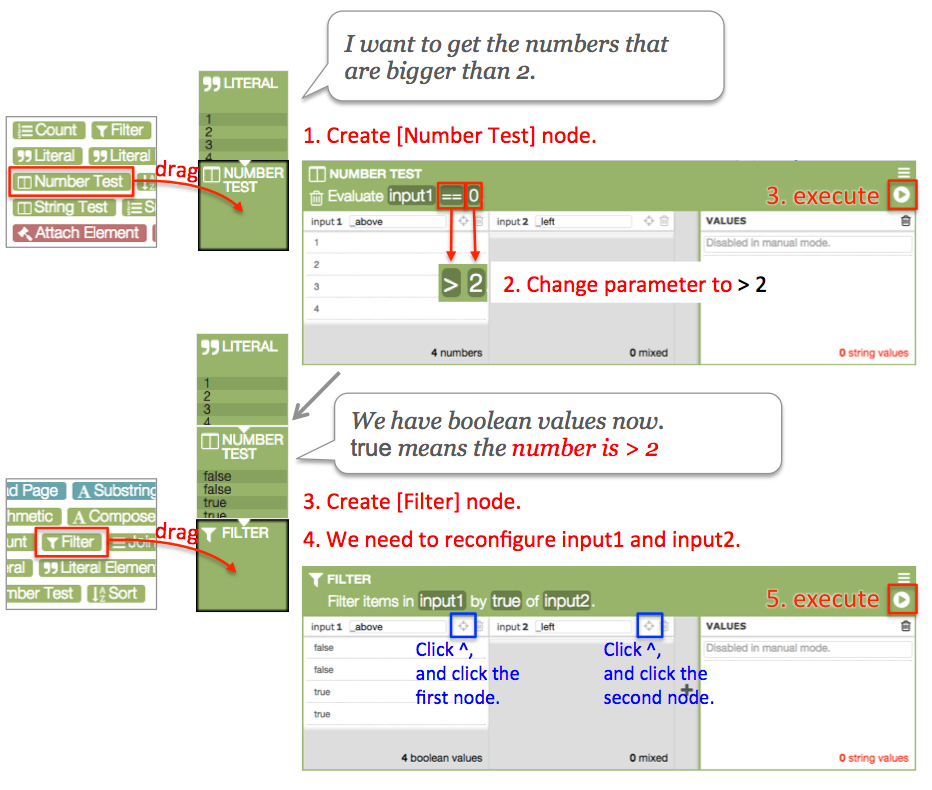 I want to get the numbers that
are bigger than 2.
LITERAL
1
2
3
4
1. Create [Number Test] node.
Count
Filter
Literal
Literal
Number Test
String Test
S
Attach Element
drag
NUMBER
TEST
NUMBER TEST
Evaluate input1 == 0
3. execute
input 1 _above
input 2 _left
VALUES
1
2
3
4
Disabled in manual mode.
> 2
2. Change parameter to > 2
4 numbers
0 mixed
0 string values
LITERAL
1
2
3
4
We have boolean values now.
true means the number is > 2
NUMBER
TEST
false
false
true
true
3. Create [Filter] node.
d Page
Substring
hmetic
Compose
unt
Filter
Join
ral
Literal Elemen
mber Test
Sort
drag
FILTER
4. We need to reconfigure input1 and input2.
FILTER
Filter items in input1 by true of input2.
5. execute
input 1 _above
input 2 _left
VALUES
false
false
true
true
Click ^,
and click the
first node.
Click ^,
and click the
second node.
Disabled in manual mode.
4 boolean values
0 mixed
0 string values